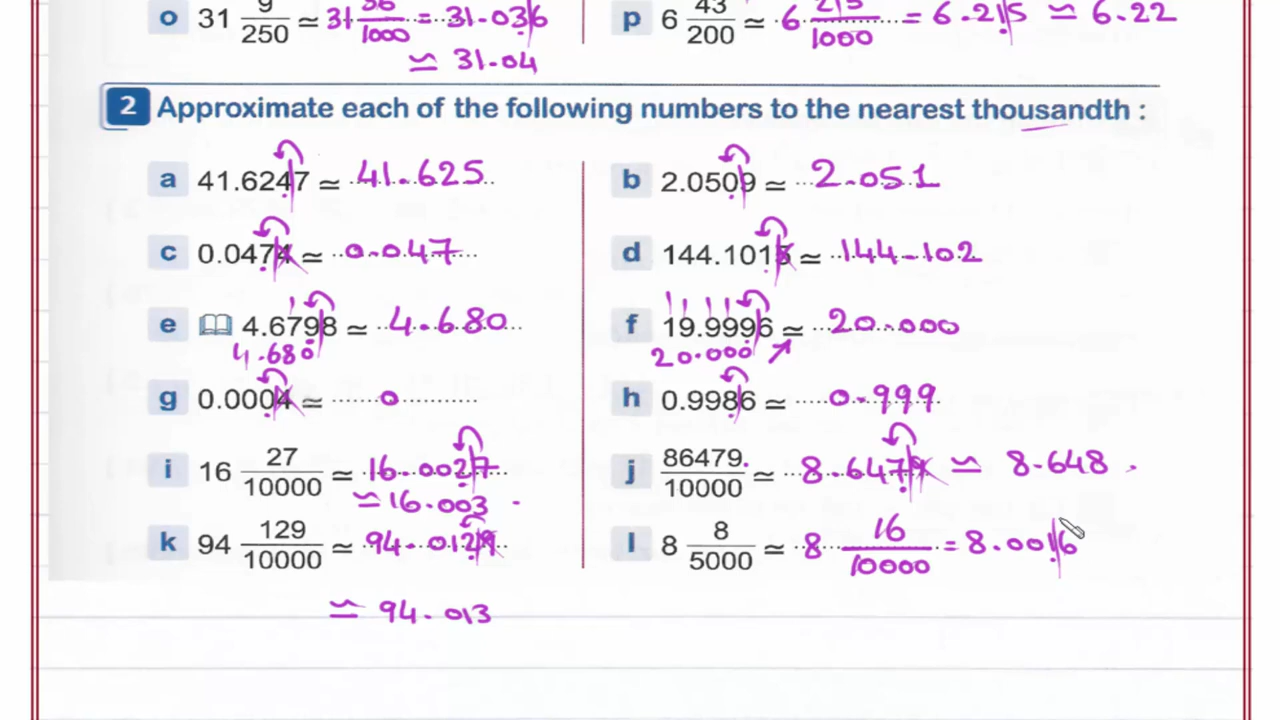 o 31 9/250 ≃ 31 36/1000 = 31.036
≃ 31.04
p 6 43/200 ≃ 6 215/1000 = 6.215 ≃ 6.22
2 Approximate each of the following numbers to the nearest thousandth :
a 41.6247 ≃ 41.625
b 2.0509 ≃ 2.051
c 0.0474 ≃ 0.047
d 144.1015 ≃ 144.102
e 4.6798 ≃ 4.680
4.680
f 19.9996 ≃ 20.000
20.000
g 0.0004 ≃ 0
h 0.9986 ≃ 0.999
i 16 27/10000 ≃ 16.0027
≃ 16.003
j 86479/10000 ≃ 8.6479 ≃ 8.648
k 94 129/10000 ≃ 94.0129
≃ 94.013
l 8 8/5000 ≃ 8 16/10000 = 8.0016